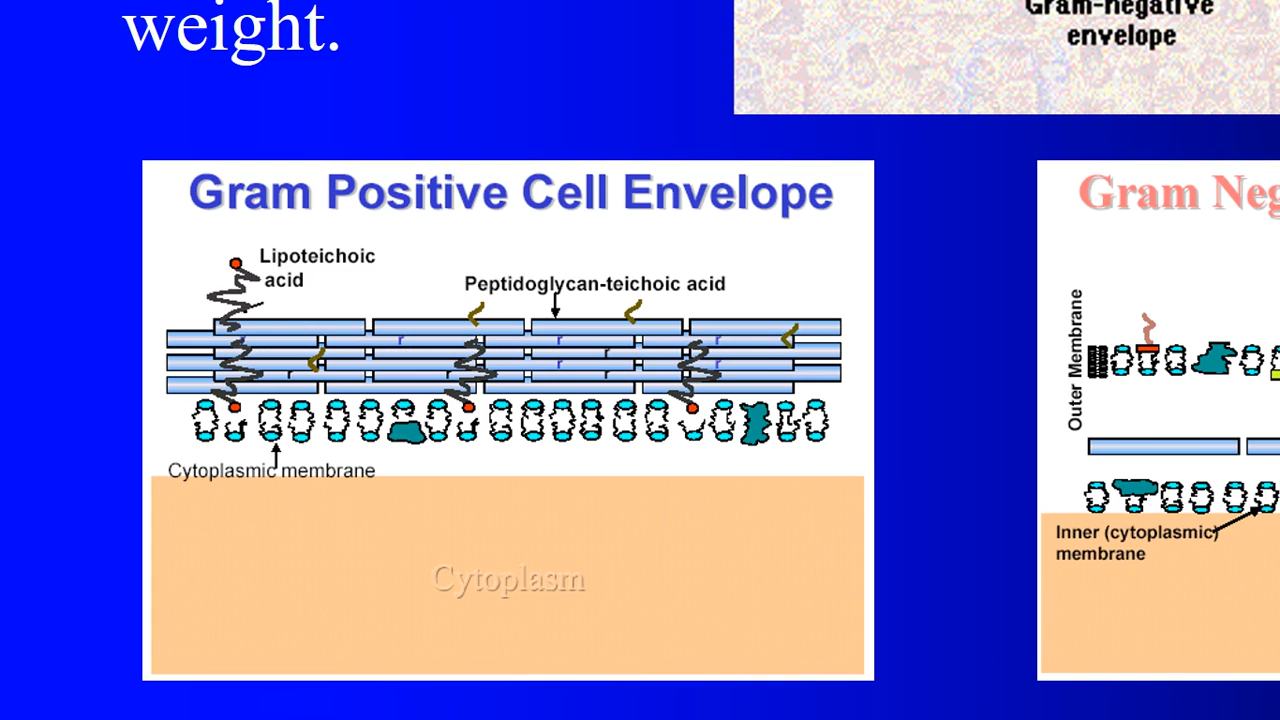 weight.
Gram-negative
envelope
Gram Positive Cell Envelope
Lipoteichoic
acid
Peptidoglycan-teichoic acid
Cytoplasmic membrane
Cytoplasm
Gram Neg
Outer Membrane
Inner (cytoplasmic)
membrane